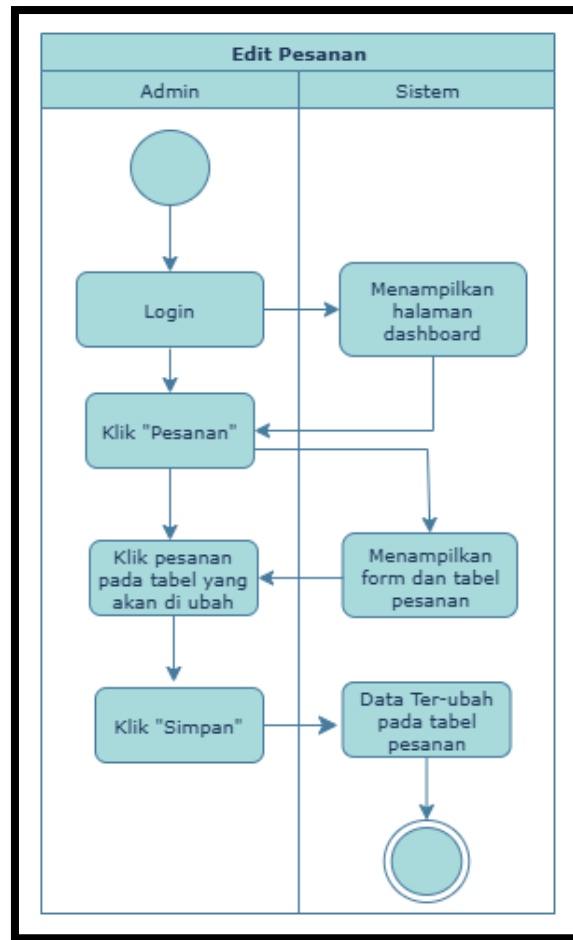 Edit Pesanan
Admin
Sistem
Login
Menampilkan
halaman
dashboard
Klik "Pesanan"
Klik pesanan
pada tabel yang
akan di ubah
Menampilkan
form dan tabel
pesanan
Klik "Simpan"
Data Ter-ubah
pada tabel
pesanan